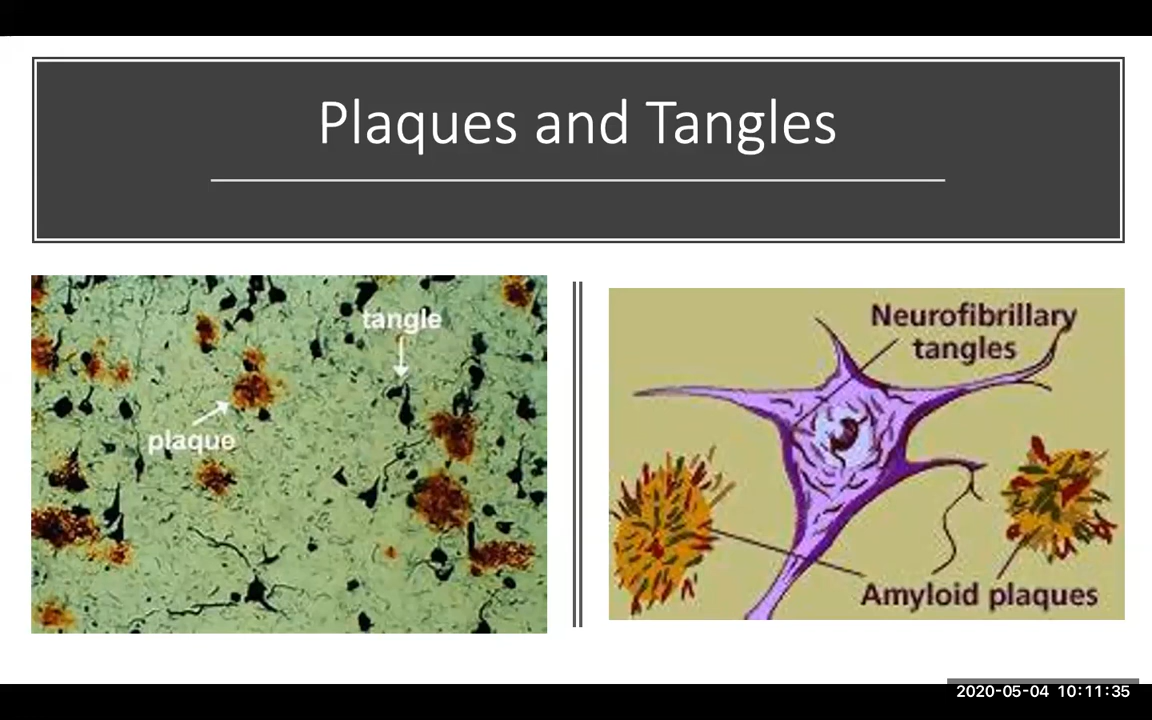 Plaques and Tangles
tangle
plaque
Neurofibrillary
tangles
Amyloid plaques
2020-05-04 10:11:35